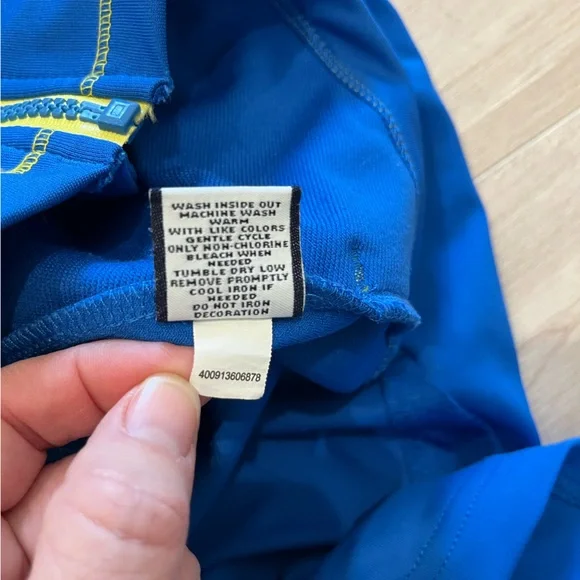 WASH INSIDE OUT
MACHINE WASH
WARM
WITH LIKE COLORS
GENTLE CYCLE
ONLY NON-CHLORINE
BLEACH WHEN
NEEDED
TUMBLE DRY LOW
REMOVE PROMPTLY
COOL IRON IF
NEEDED
DO NOT IRON
DECORATION
400913606878